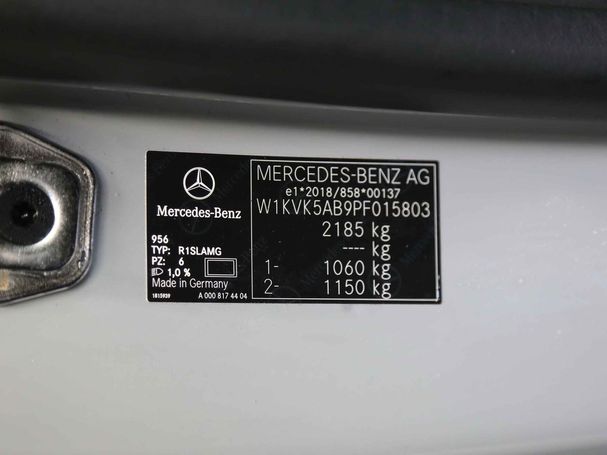 Mercedes-Benz
956
TYP: R1SLAMG
PZ: 6
1,0 %
Made in Germany
1815939 A 000 817 44 04
MERCEDES-BENZ AG
e1*2018/858*00137
W1KVK5AB9PF015803
2185 kg
---- kg
1- 1060 kg
2- 1150 kg